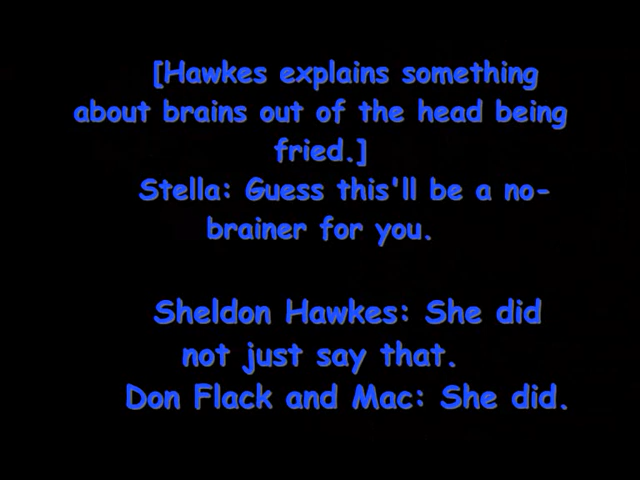 [Hawkes explains something
about brains out of the head being
fried.]
Stella: Guess this'll be a no-
brainer for you.
Sheldon Hawkes: She did
not just say that.
Don Flack and Mac: She did.